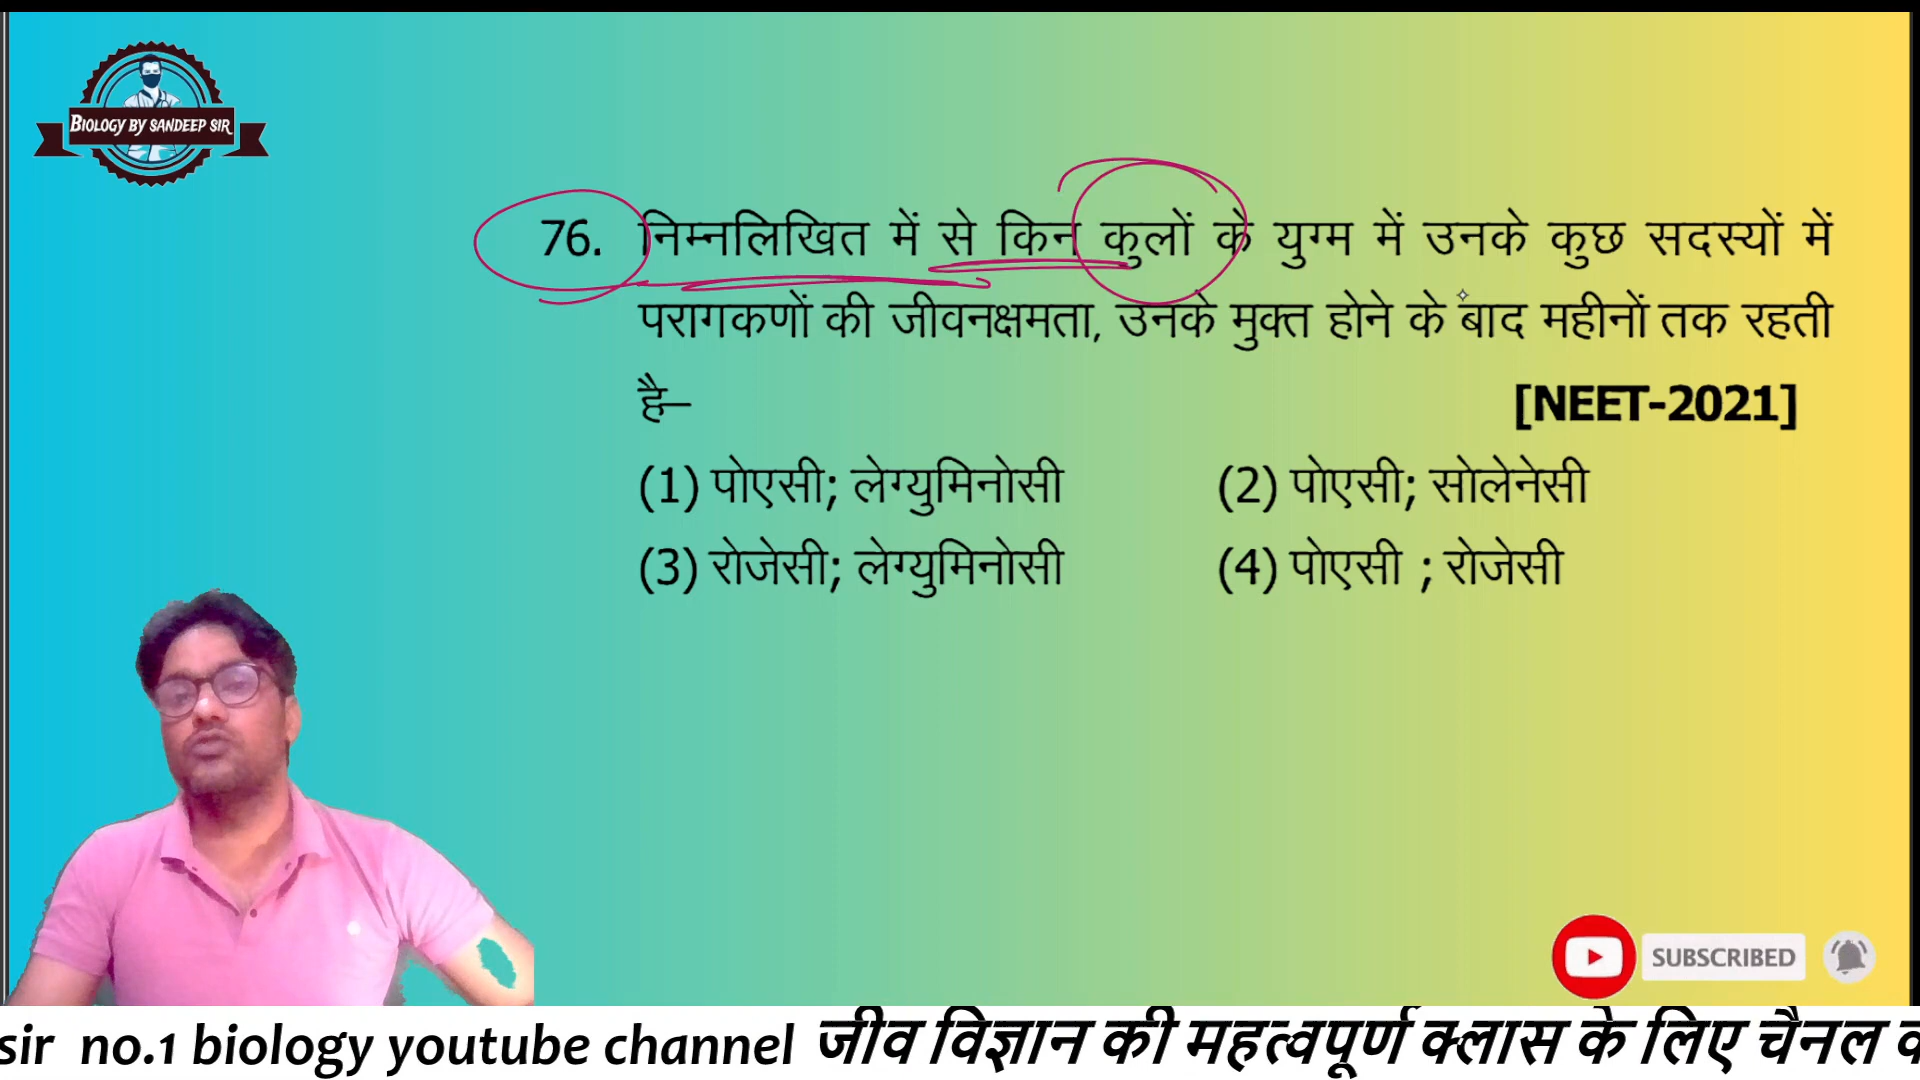 BIOLOGY BY SANDEEP SIR
76. निम्नलिखित में से किन कुलों के युग्म में उनके कुछ सदस्यों में
परागकणों की जीवनक्षमता, उनके मुक्त होने के बाद महीनों तक रहती
है– [NEET-2021]
(1) पोएसी; लेग्युमिनोसी (2) पोएसी; सोलेनेसी
(3) रोजेसी; लेग्युमिनोसी (4) पोएसी ; रोजेसी
SUBSCRIBED
sir no.1 biology youtube channel जीव विज्ञान की महत्वपूर्ण क्लास के लिए चैनल